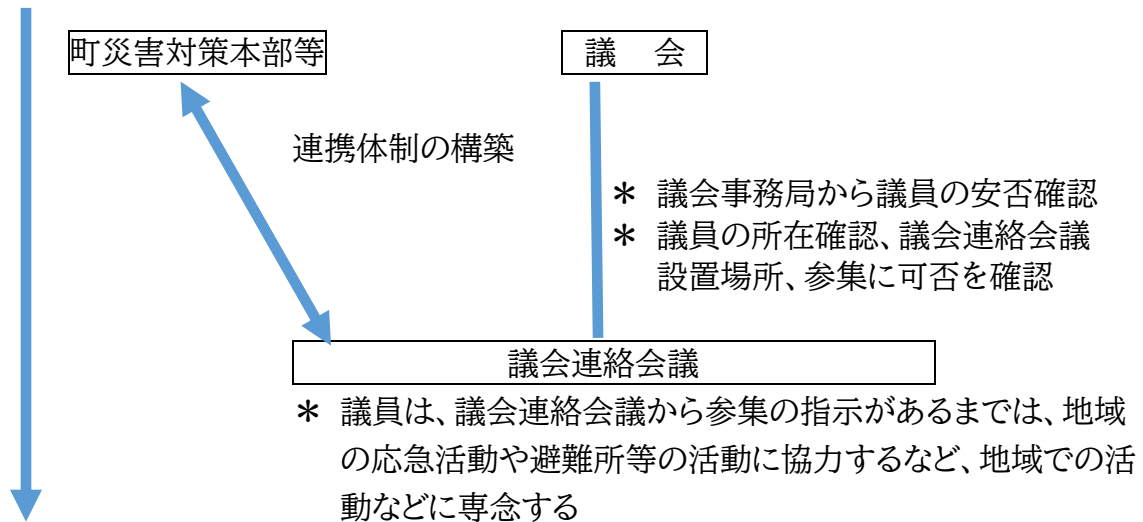 町災害対策本部等
議　会
連携体制の構築
＊ 議会事務局から議員の安否確認
＊ 議員の所在確認、議会連絡会議
設置場所、参集に可否を確認
議会連絡会議
＊ 議員は、議会連絡会議から参集の指示があるまでは、地域
の応急活動や避難所等の活動に協力するなど、地域での活
動などに専念する